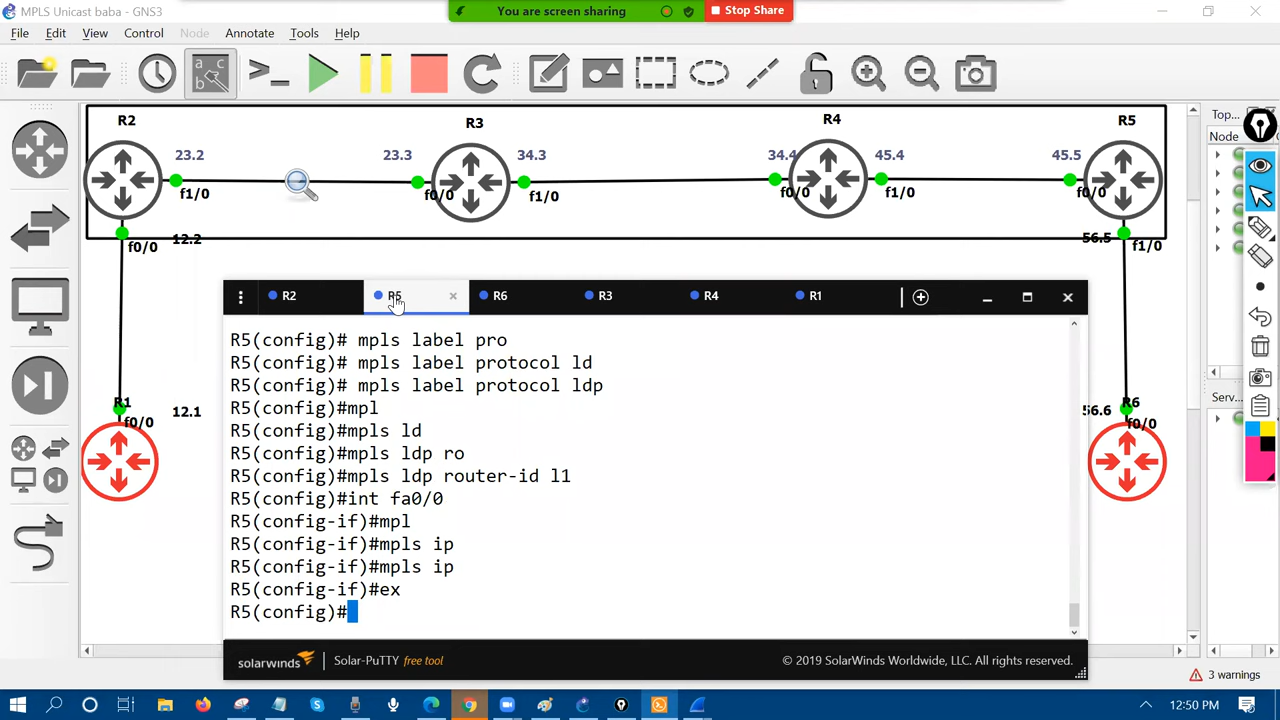 MPLS Unicast baba - GNS3
You are screen sharing
Stop Share
File Edit View Control Node Annotate Tools Help
R2
R3
R4
R5
23.2
23.3
34.3
34.4
45.4
45.5
f1/0
f0/0
f1/0
f0/0
f1/0
f0/0
12.2
f0/0
56.5
f1/0
Top...
Node
Serv...
R2
R5
R6
R3
R4
R1
R5(config)# mpls label pro
R5(config)# mpls label protocol ld
R5(config)# mpls label protocol ldp
R5(config)#mpl
R5(config)#mpls ld
R5(config)#mpls ldp ro
R5(config)#mpls ldp router-id l1
R5(config)#int fa0/0
R5(config-if)#mpl
R5(config-if)#mpls ip
R5(config-if)#mpls ip
R5(config-if)#ex
R5(config)#
R1
12.1
f0/0
56.6
R6
f0/0
solarwinds
Solar-PuTTY free tool
© 2019 SolarWinds Worldwide, LLC. All rights reserved.
3 warnings
12:50 PM